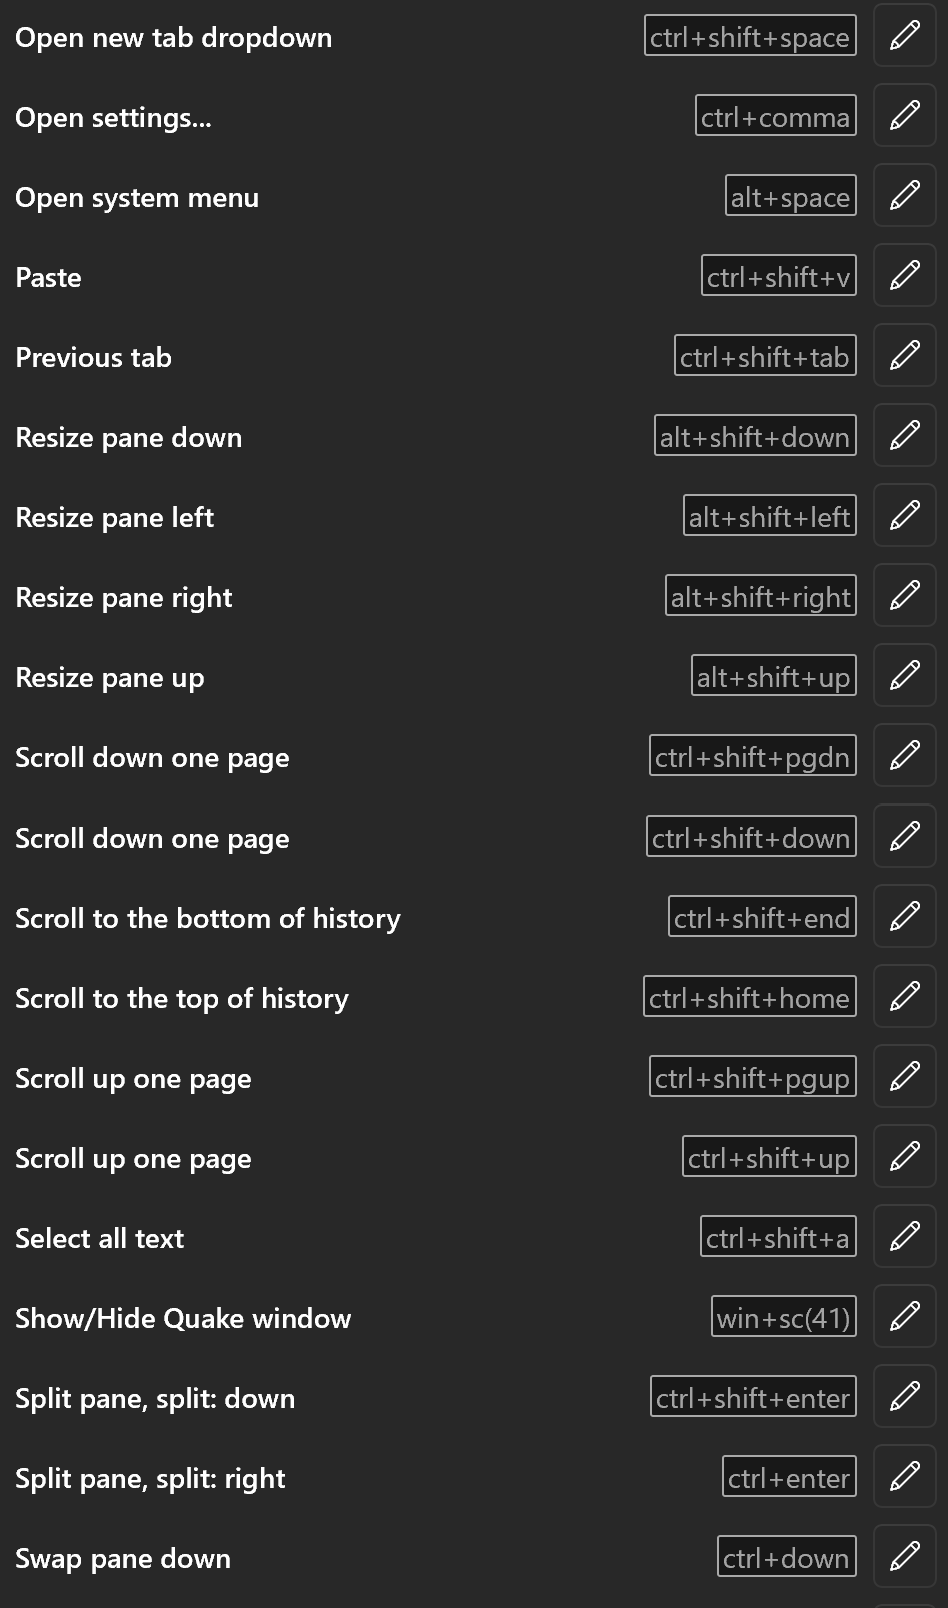 Open new tab dropdown ctrl+shift+space
Open settings... ctrl+comma
Open system menu alt+space
Paste ctrl+shift+v
Previous tab ctrl+shift+tab
Resize pane down alt+shift+down
Resize pane left alt+shift+left
Resize pane right alt+shift+right
Resize pane up alt+shift+up
Scroll down one page ctrl+shift+pgdn
Scroll down one page ctrl+shift+down
Scroll to the bottom of history ctrl+shift+end
Scroll to the top of history ctrl+shift+home
Scroll up one page ctrl+shift+pgup
Scroll up one page ctrl+shift+up
Select all text ctrl+shift+a
Show/Hide Quake window win+sc(41)
Split pane, split: down ctrl+shift+enter
Split pane, split: right ctrl+enter
Swap pane down ctrl+down